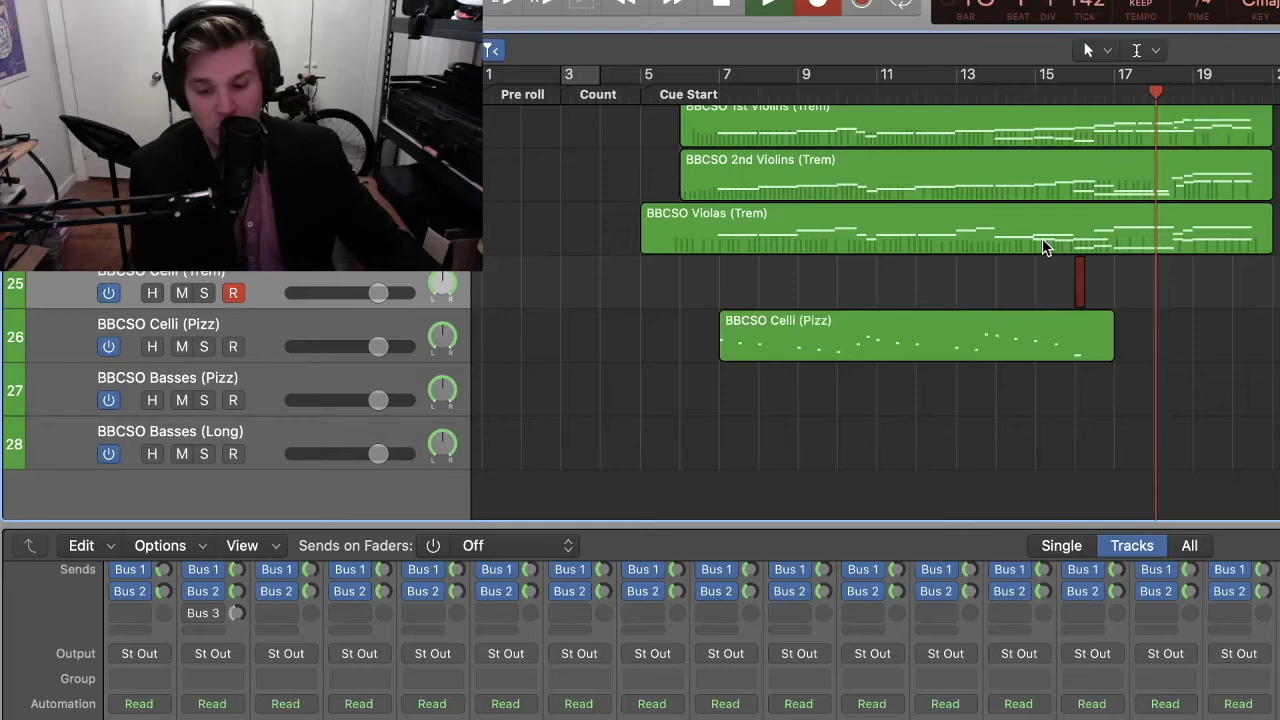 BAR BEAT DIV TICK KEEP TEMPO TIME KEY
1 3 5 7 9 11 13 15 17 19
Pre roll Count Cue Start
BBCSO 1st Violins (Trem)
BBCSO 2nd Violins (Trem)
BBCSO Violas (Trem)
25 BBCSO Celli (Trem)
H M S R L R
26 BBCSO Celli (Pizz)
H M S R L R
BBCSO Celli (Pizz)
27 BBCSO Basses (Pizz)
H M S R L R
28 BBCSO Basses (Long)
H M S R L R
Edit Options View Sends on Faders: Off Single Tracks All
Sends Bus 1 Bus 1 Bus 1 Bus 1 Bus 1 Bus 1 Bus 1 Bus 1 Bus 1 Bus 1 Bus 1 Bus 1 Bus 1 Bus 1 Bus 1 Bus 1
Bus 2 Bus 2 Bus 2 Bus 2 Bus 2 Bus 2 Bus 2 Bus 2 Bus 2 Bus 2 Bus 2 Bus 2 Bus 2 Bus 2 Bus 2 Bus 2
Bus 3
Output St Out St Out St Out St Out St Out St Out St Out St Out St Out St Out St Out St Out St Out St Out St Out St Out
Group
Automation Read Read Read Read Read Read Read Read Read Read Read Read Read Read Read Read